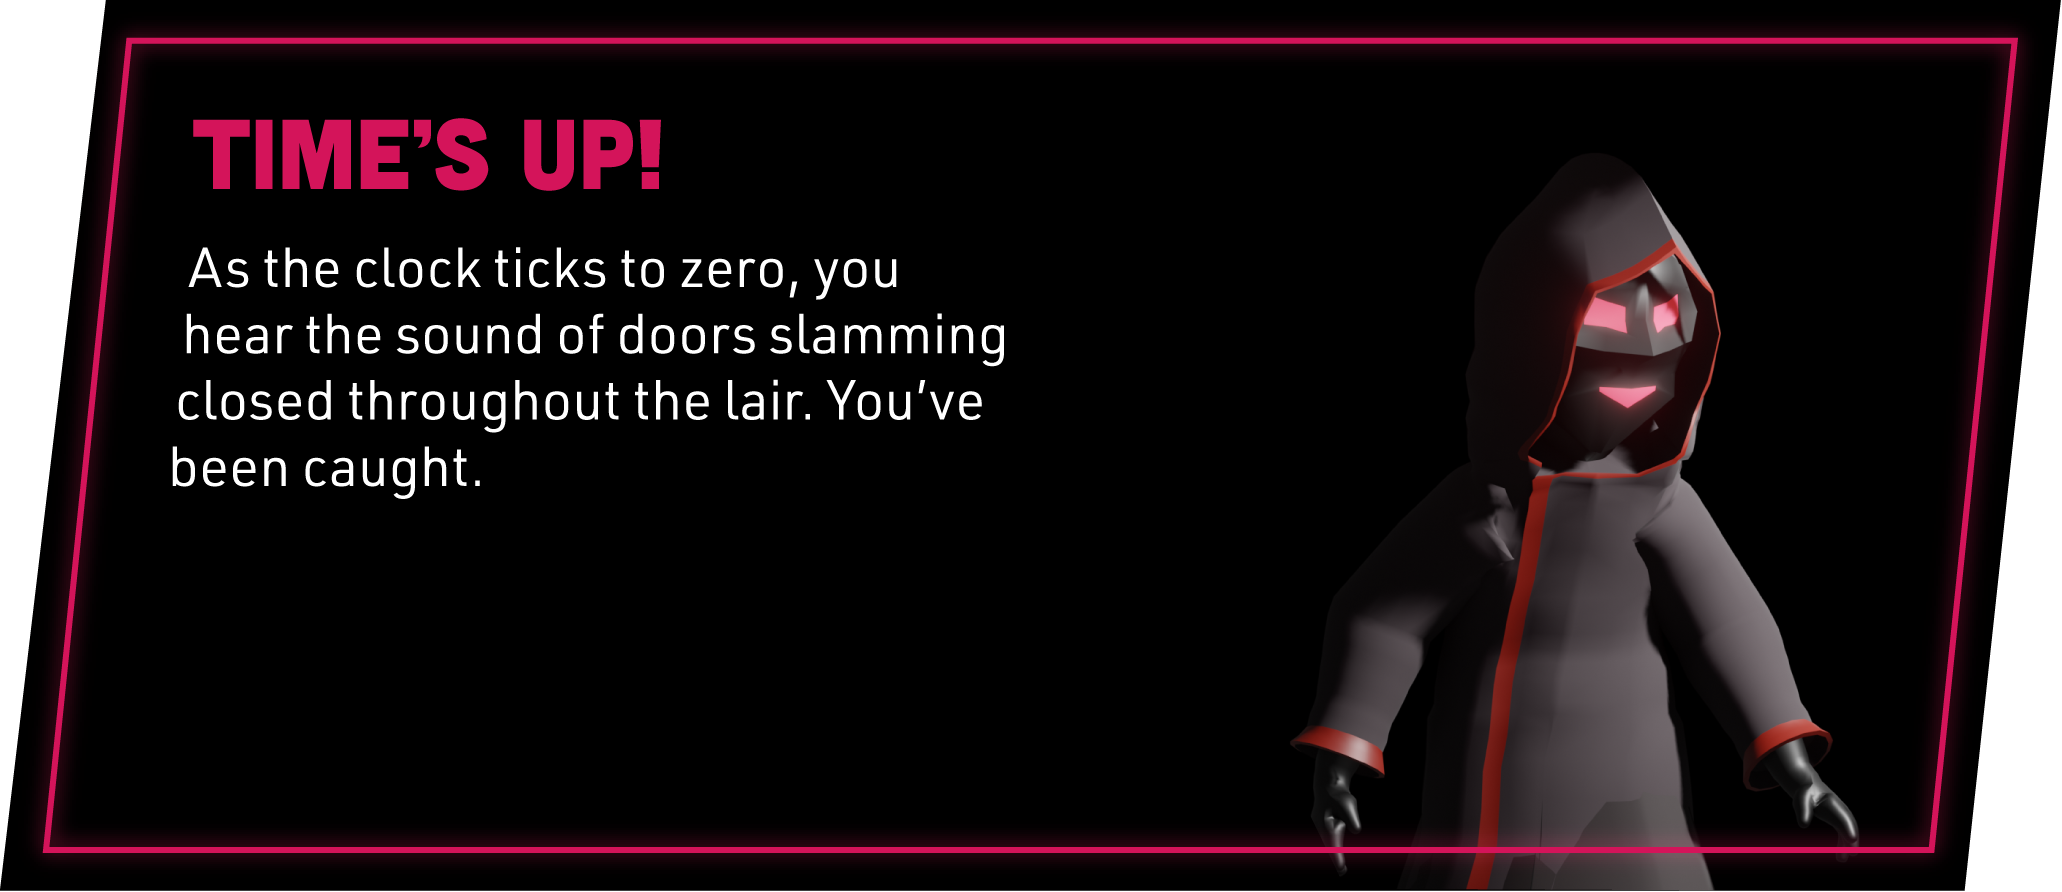 TIME’S UP!
As the clock ticks to zero, you
hear the sound of doors slamming
closed throughout the lair. You’ve
been caught.